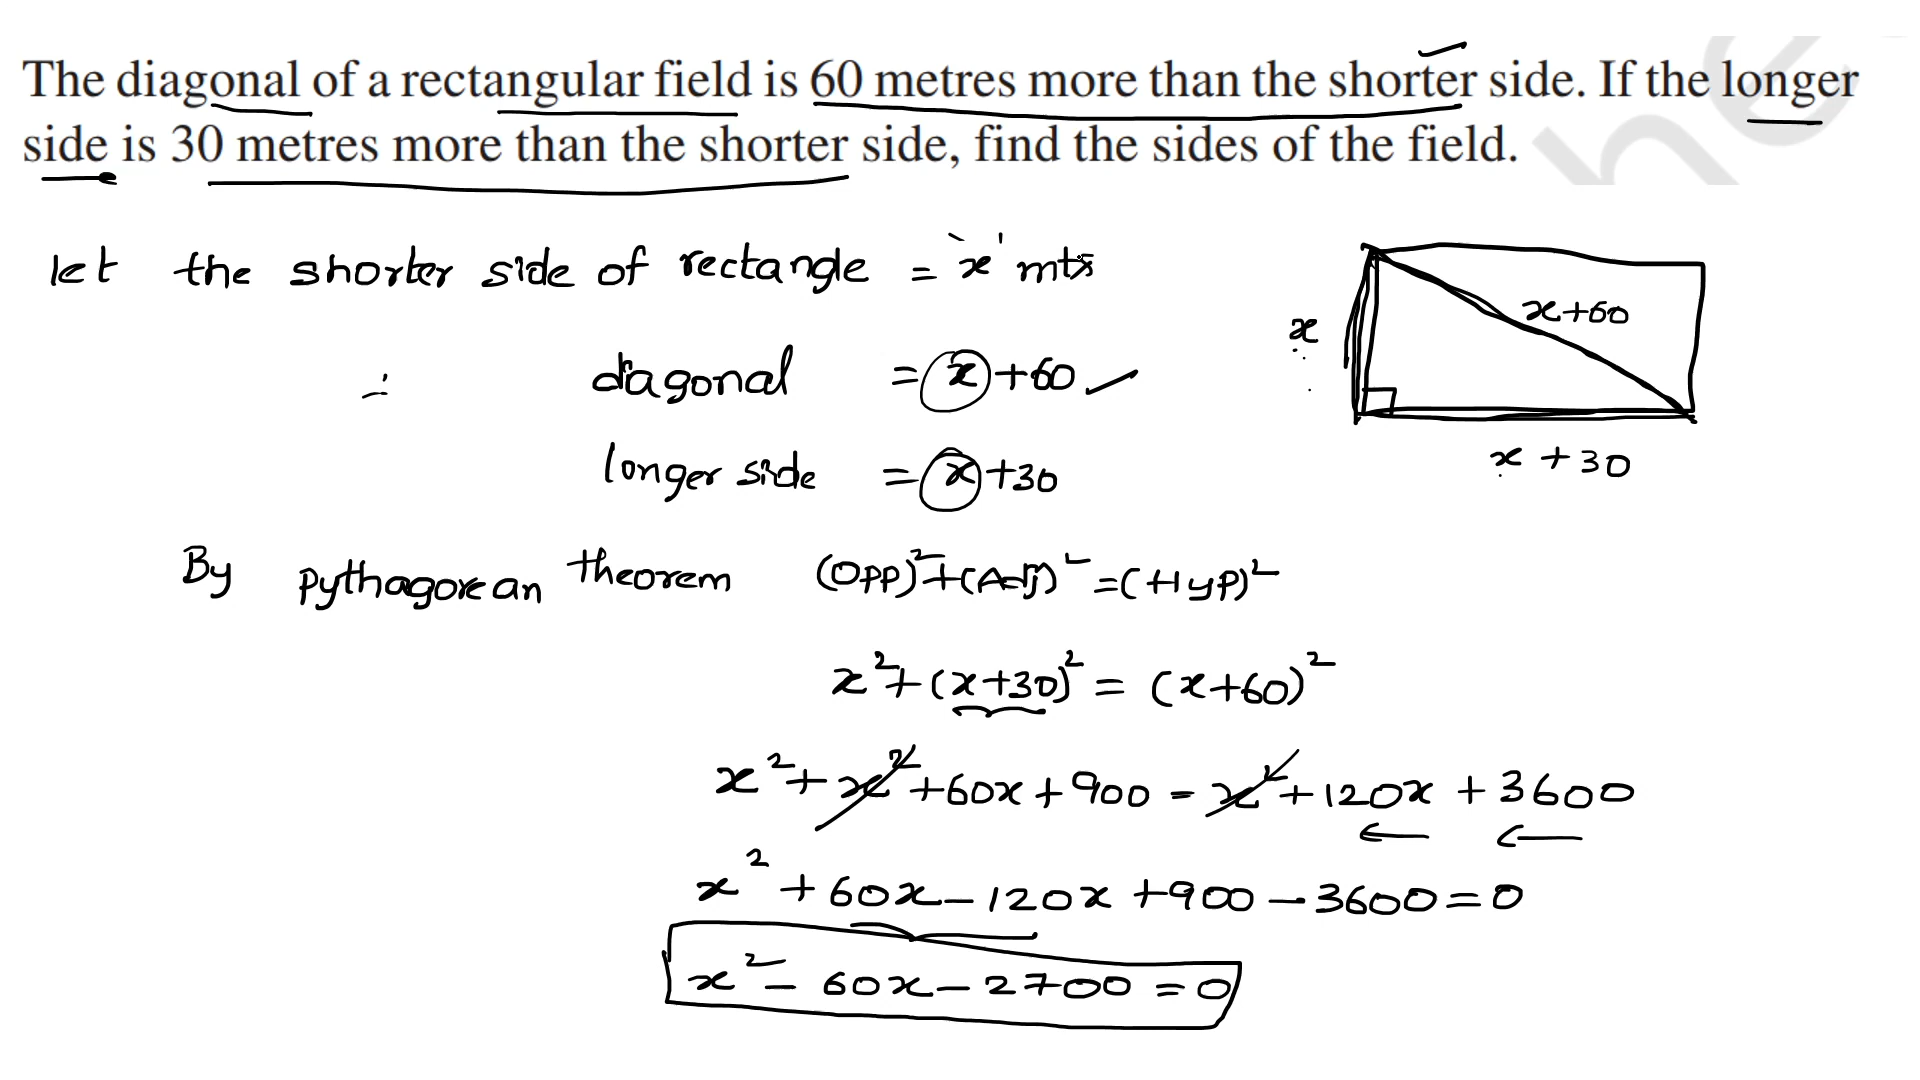 The diagonal of a rectangular field is 60 metres more than the shorter side. If the longer
side is 30 metres more than the shorter side, find the sides of the field.
let the shorter side of rectangle = 'x' mts
∴ diagonal = x+60
longer side = x+30
x
x+60
x+30
By pythagorean theorem (opp)²+(Adj)²=(Hyp)²
x²+(x+30)² = (x+60)²
x²+x²+60x+900 = x²+120x+3600
x²+60x-120x+900-3600=0
x²-60x-2700=0